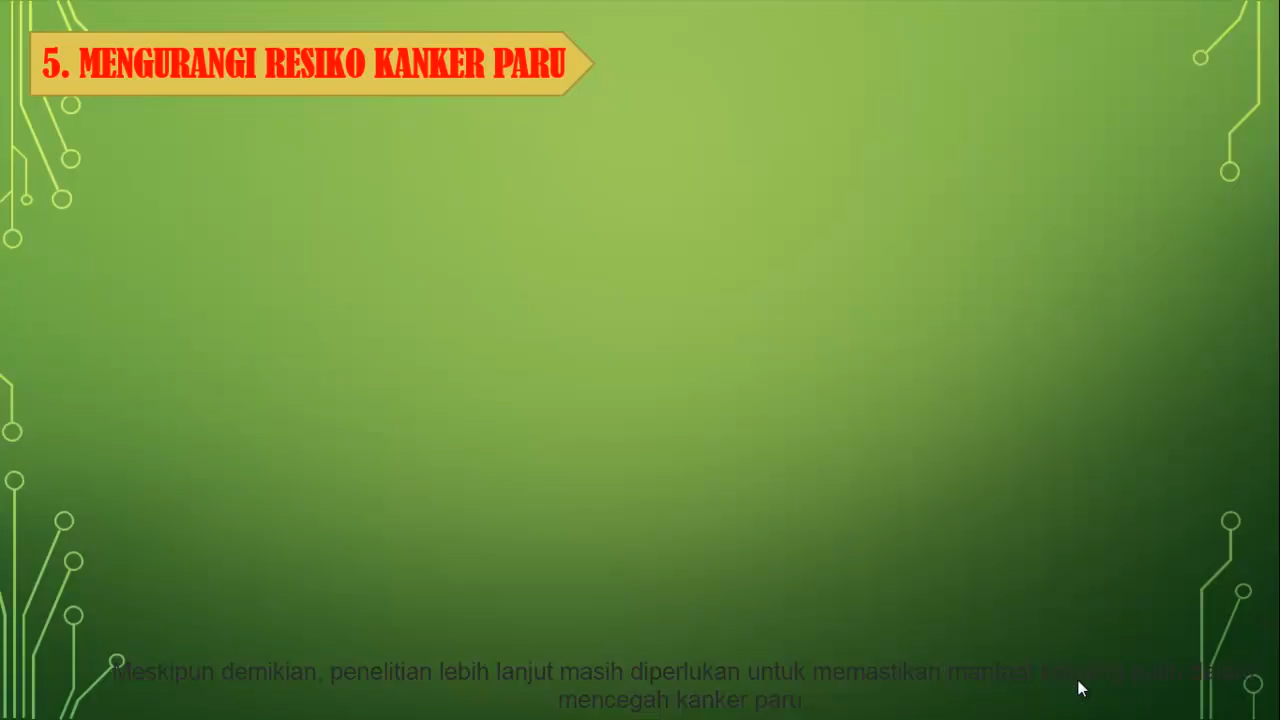 5. MENGURANGI RESIKO KANKER PARU
Meskipun demikian, penelitian lebih lanjut masih diperlukan untuk memastikan manfaat
mencegah kanker paru